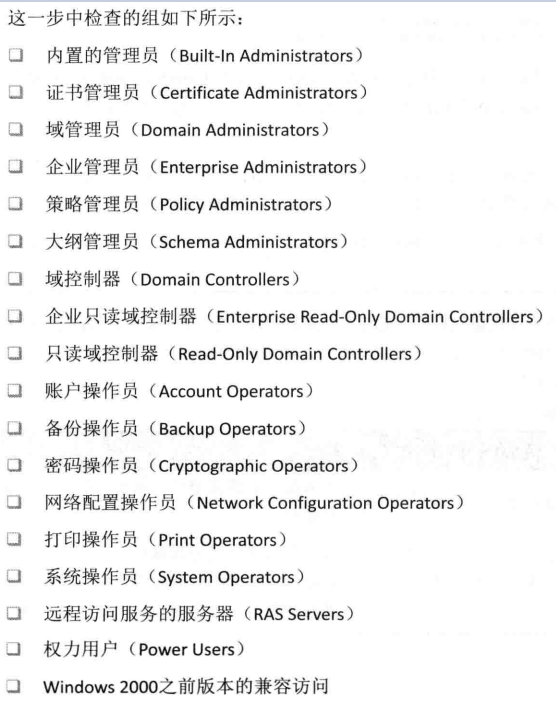 这一步中检查的组如下所示：
❑ 内置的管理员（Built-In Administrators）
❑ 证书管理员（Certificate Administrators）
❑ 域管理员（Domain Administrators）
❑ 企业管理员（Enterprise Administrators）
❑ 策略管理员（Policy Administrators）
❑ 大纲管理员（Schema Administrators）
❑ 域控制器（Domain Controllers）
❑ 企业只读域控制器（Enterprise Read-Only Domain Controllers）
❑ 只读域控制器（Read-Only Domain Controllers）
❑ 账户操作员（Account Operators）
❑ 备份操作员（Backup Operators）
❑ 密码操作员（Cryptographic Operators）
❑ 网络配置操作员（Network Configuration Operators）
❑ 打印操作员（Print Operators）
❑ 系统操作员（System Operators）
❑ 远程访问服务的服务器（RAS Servers）
❑ 权力用户（Power Users）
❑ Windows 2000之前版本的兼容访问